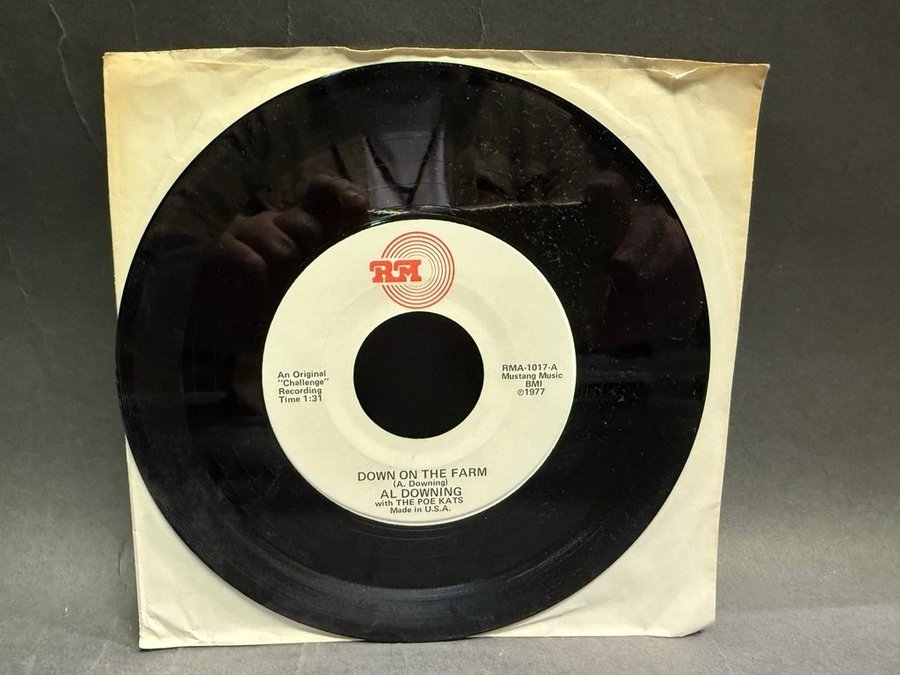 RM
An Original
"Challenge"
Recording
Time 1:31
RMA-1017-A
Mustang Music
BMI
℗1977
DOWN ON THE FARM
(A. Downing)
AL DOWNING
with THE POE KATS
Made in U.S.A.